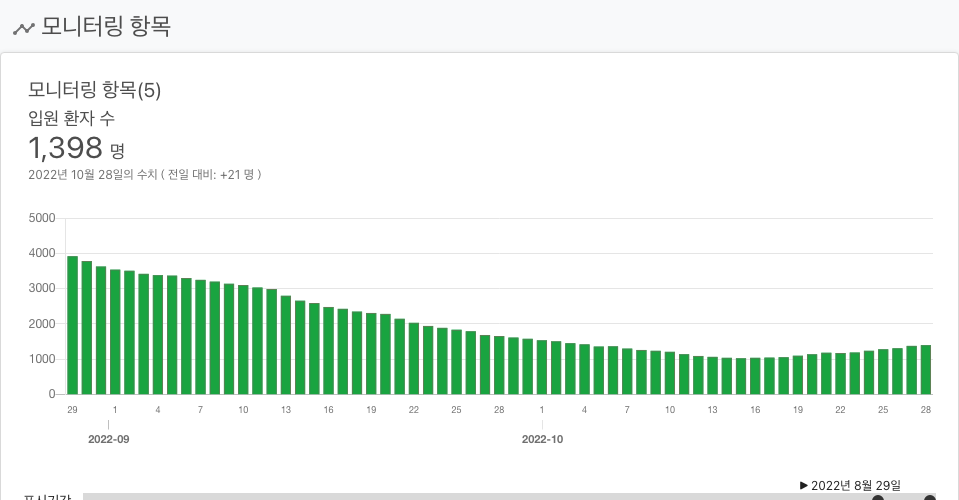 모니터링 항목
모니터링 항목(5)
입원 환자 수
1,398 명
2022년 10월 28일의 수치 ( 전일 대비: +21 명 )
5000
4000
3000
2000
1000
0
29 1 4 7 10 13 16 19 22 25 28 1 4 7 10 13 16 19 22 25 28
2022-09 2022-10
▶ 2022년 8월 29일
표시기간